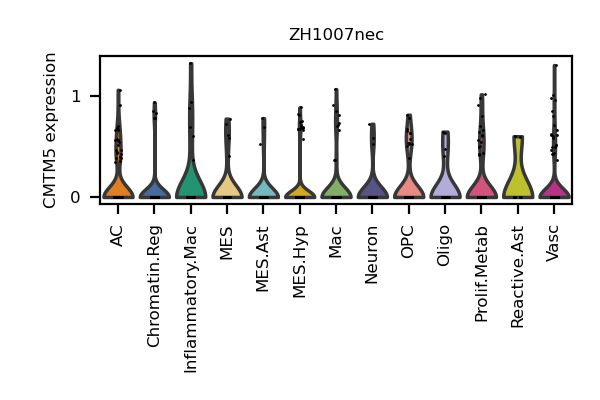 ZH1007nec
CMTM5 expression
1
0
AC
Chromatin.Reg
Inflammatory.Mac
MES
MES.Ast
MES.Hyp
Mac
Neuron
OPC
Oligo
Prolif.Metab
Reactive.Ast
Vasc